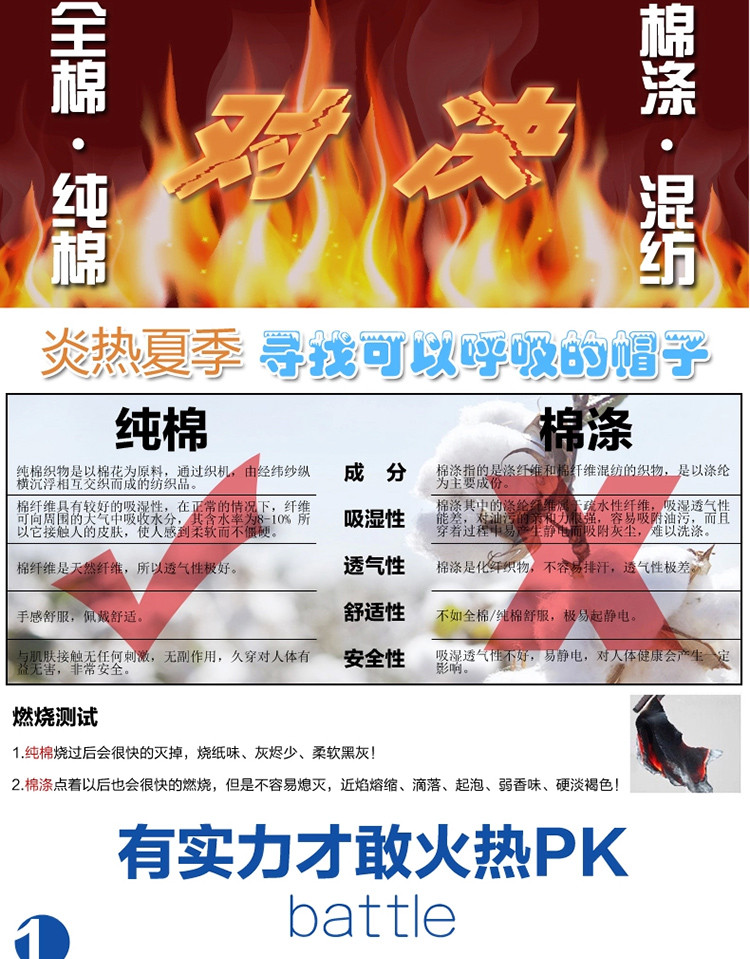 全棉·纯棉
对决
棉涤·混纺
炎热夏季 寻找可以呼吸的帽子
纯棉
棉涤
纯棉织物是以棉花为原料，通过织机，由经纬纱纵
横沉浮相互交织而成的纺织品。
成 分
棉涤指的是涤纤维和棉纤维混纺的织物，是以涤纶
为主要成份。
棉纤维具有较好的吸湿性，在正常的情况下，纤维
可向周围的大气中吸收水分，其含水率为8-10% 所
以它接触人的皮肤，使人感到柔软而不僵硬。
吸湿性
棉涤其中的涤纶纤维属于疏水性纤维，吸湿透气性
能差，对油污的亲和力很强，容易吸附油污，而且
穿着过程中易产生静电而吸附灰尘，难以洗涤。
棉纤维是天然纤维，所以透气性极好。
透气性
棉涤是化纤织物，不容易排汗，透气性极差。
手感舒服，佩戴舒适。
舒适性
不如全棉/纯棉舒服，极易起静电。
与肌肤接触无任何刺激，无副作用，久穿对人体有
益无害，非常安全。
安全性
吸湿透气性不好，易静电，对人体健康会产生一定
影响。
燃烧测试
1.纯棉烧过后会很快的灭掉，烧纸味、灰烬少、柔软黑灰！
2.棉涤点着以后也会很快的燃烧，但是不容易熄灭，近焰熔缩、滴落、起泡、弱香味、硬淡褐色！
有实力才敢火热PK
battle
1